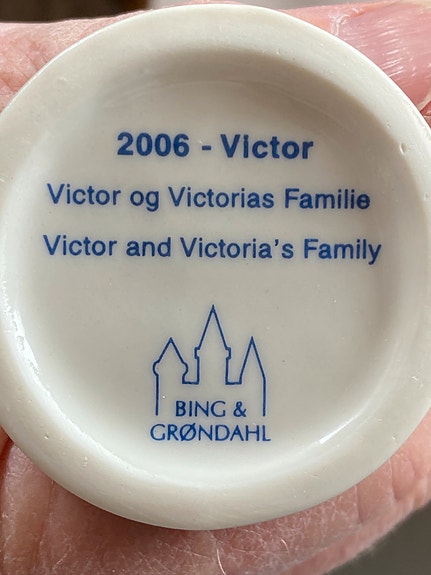 2006 - Victor
Victor og Victorias Familie
Victor and Victoria's Family
BING &
GRØNDAHL